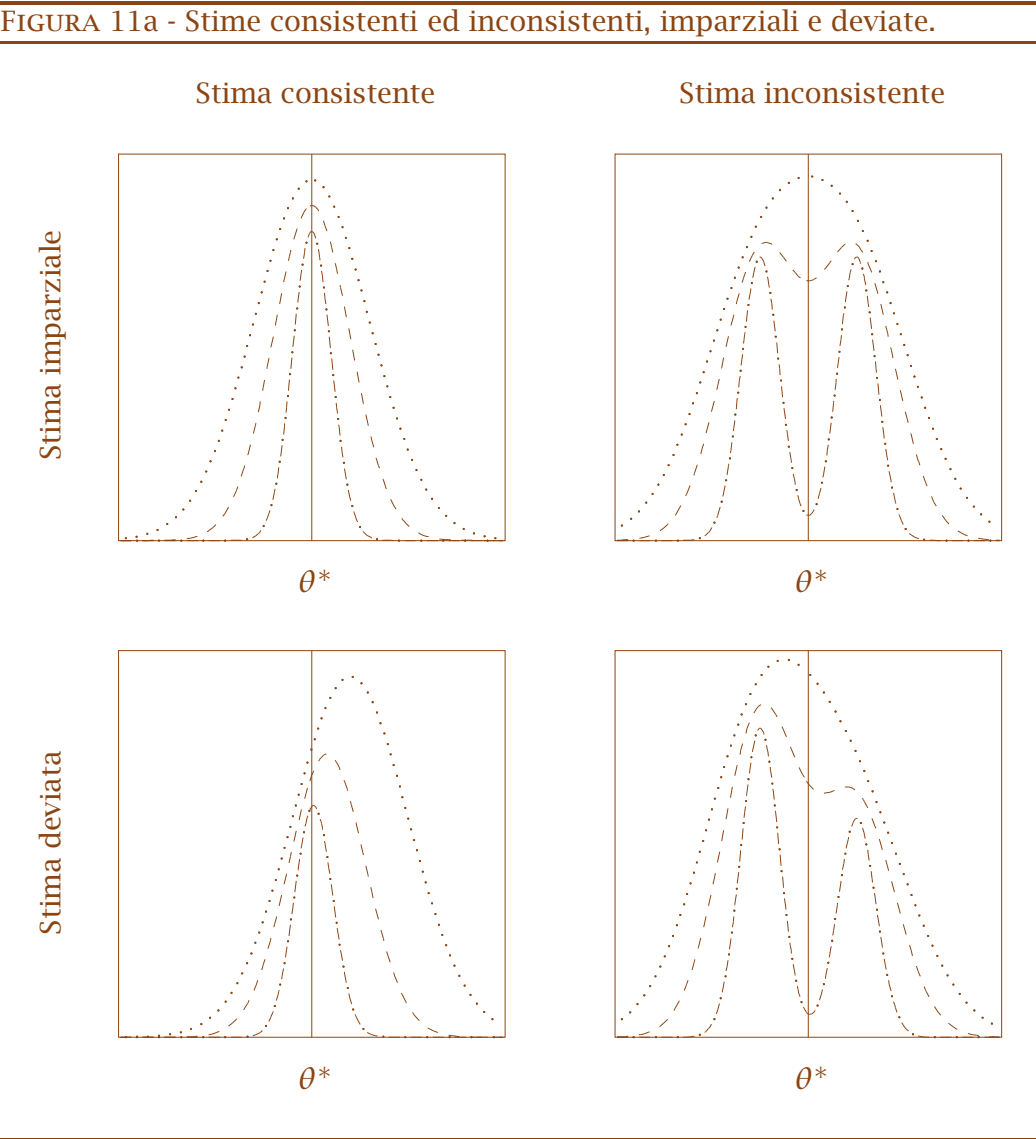 FIGURA 11a - Stime consistenti ed inconsistenti, imparziali e deviate.
Stima consistente
Stima inconsistente
Stima imparziale
θ*
θ*
Stima deviata
θ*
θ*